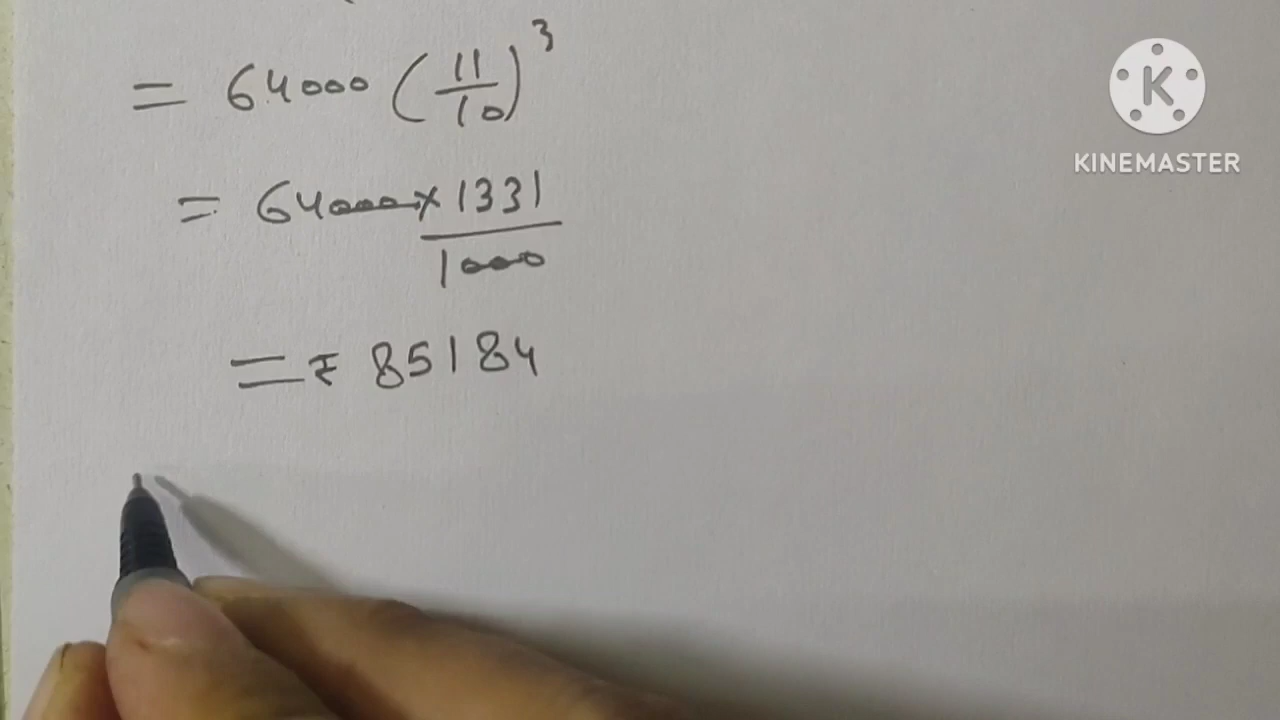 = 64000 (11/10)^3
= 64000 × 1331 / 1000
= ₹ 85184
K
KINEMASTER